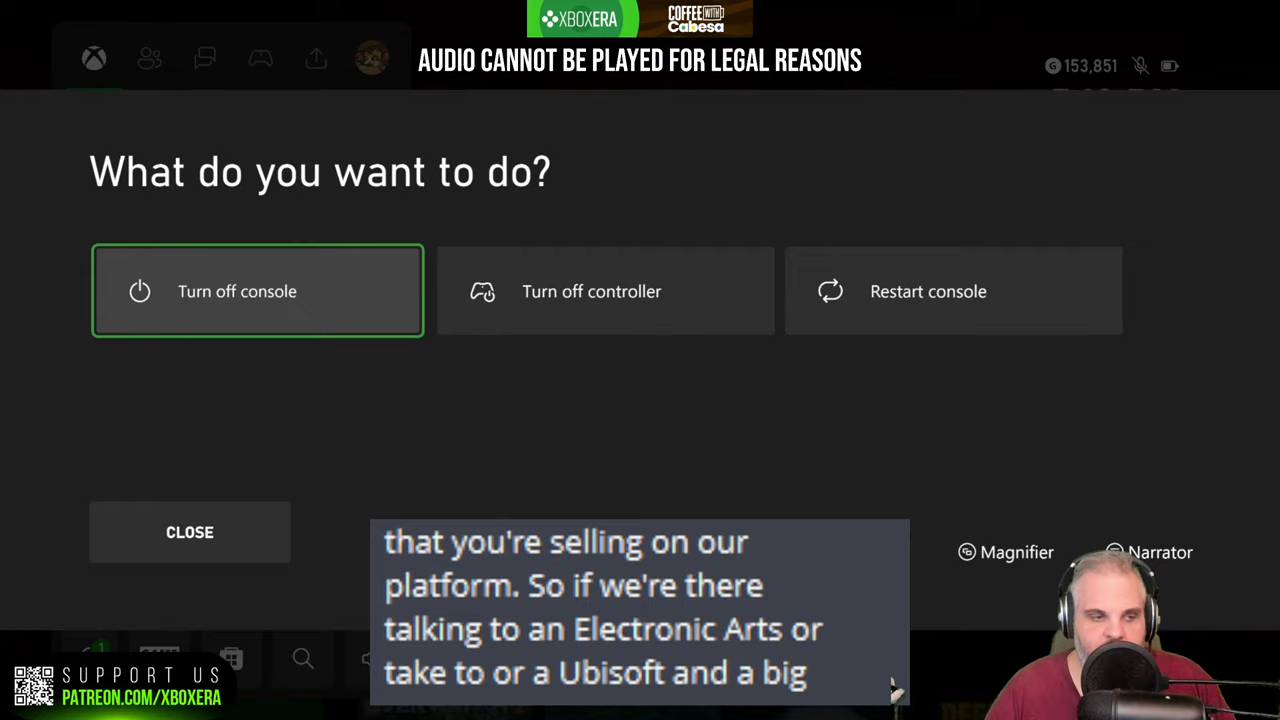 XBOXERA
COFFEE WITH
Cabesa
AUDIO CANNOT BE PLAYED FOR LEGAL REASONS
G 153,851
What do you want to do?
Turn off console
Turn off controller
Restart console
CLOSE
that you're selling on our
platform. So if we're there
talking to an Electronic Arts or
take to or a Ubisoft and a big
Magnifier
Narrator
1
SUPPORT US
PATREON.COM/XBOXERA